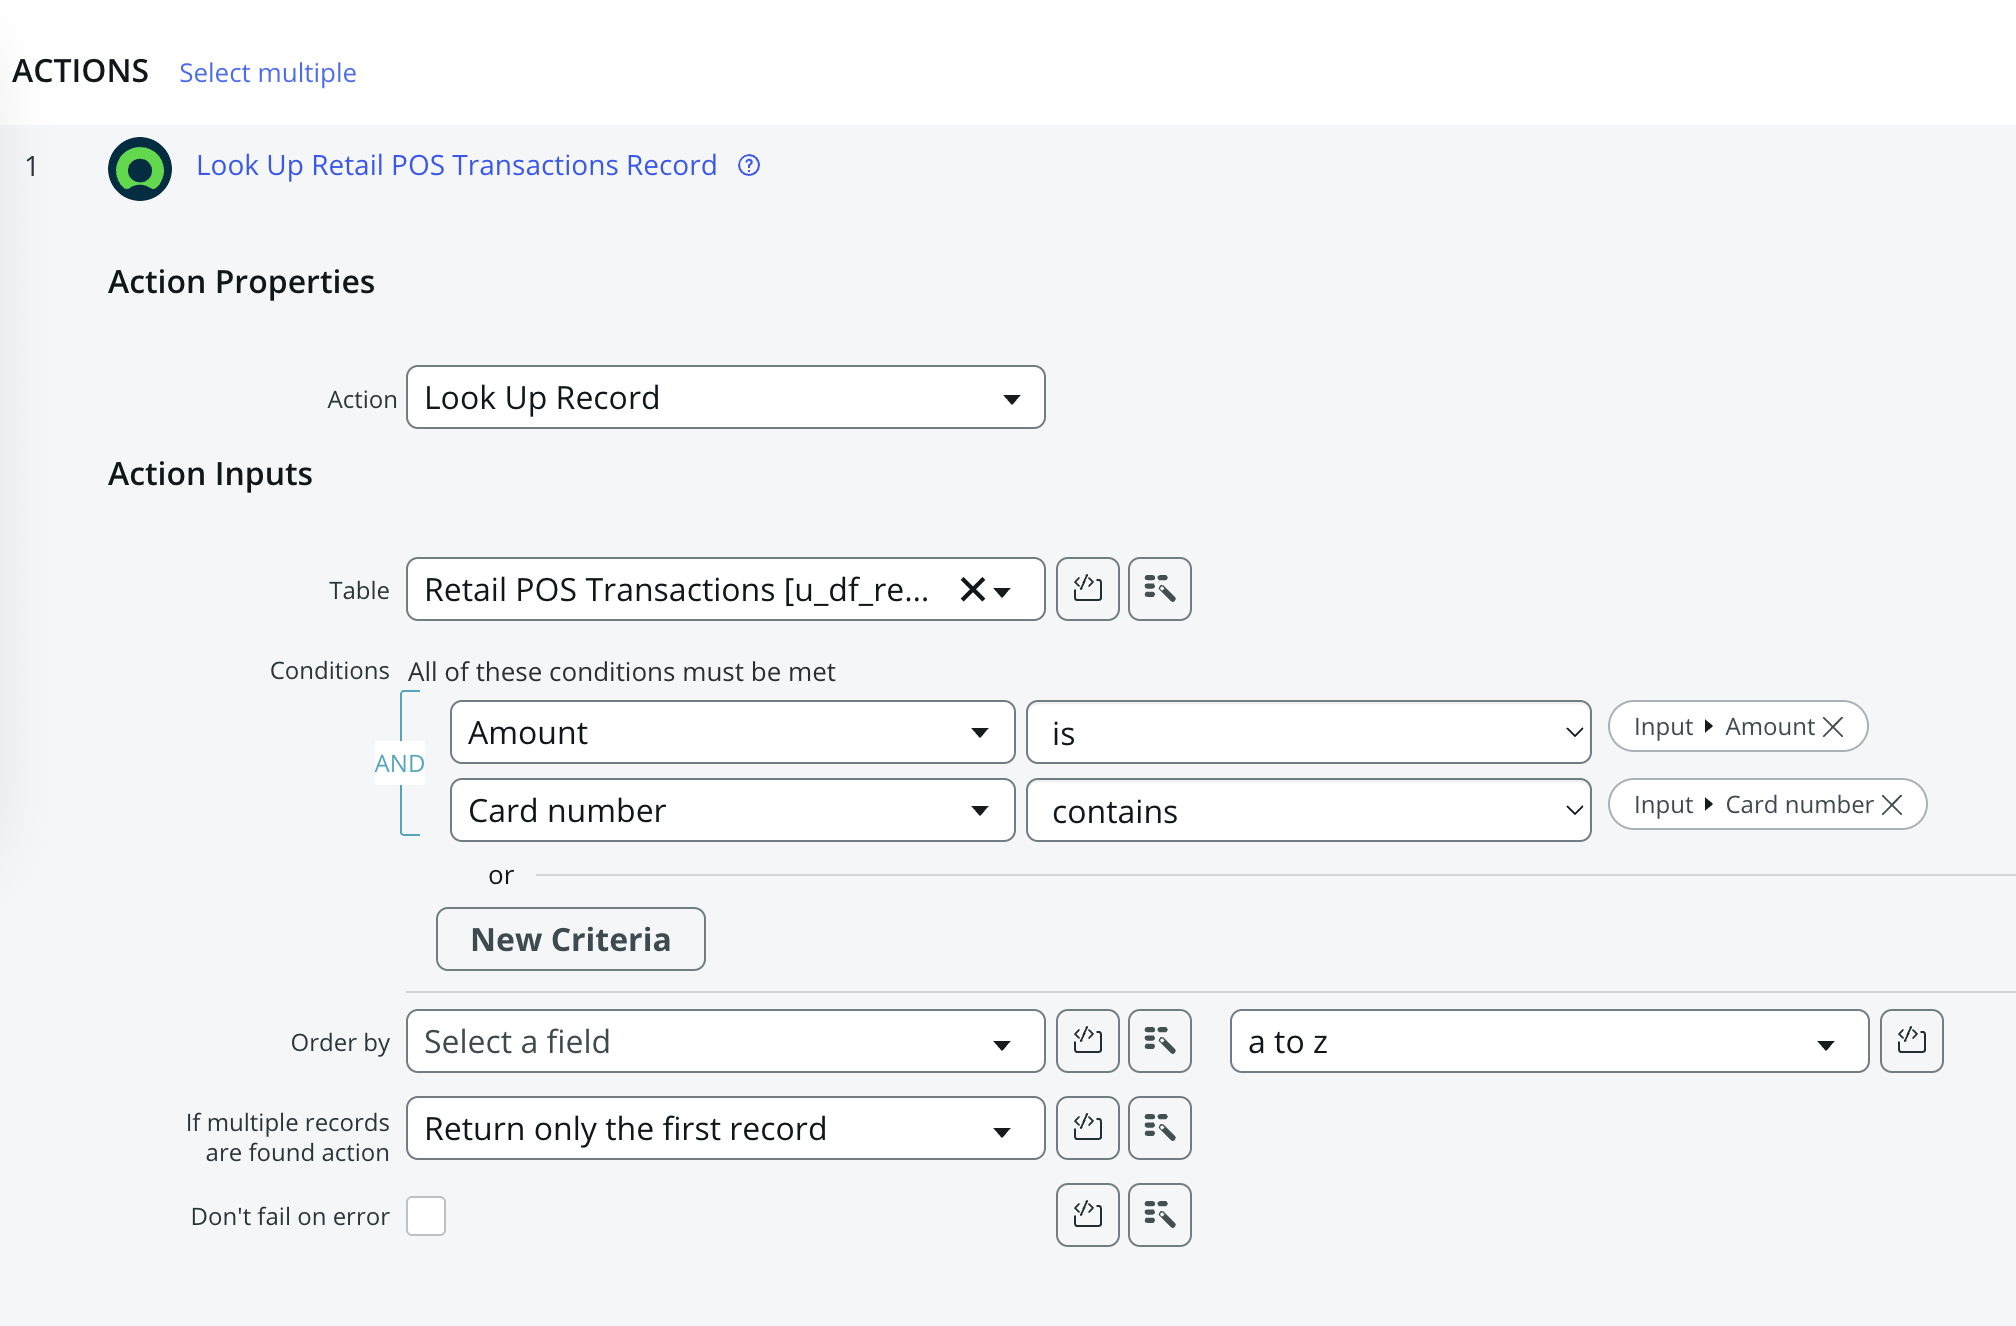 ACTIONS Select multiple
1 Look Up Retail POS Transactions Record ?
Action Properties
Action Look Up Record
Action Inputs
Table Retail POS Transactions [u_df_re...
Conditions All of these conditions must be met
Amount is Input Amount
AND
Card number contains Input Card number
or
New Criteria
Order by Select a field a to z
If multiple records
are found action Return only the first record
Don't fail on error